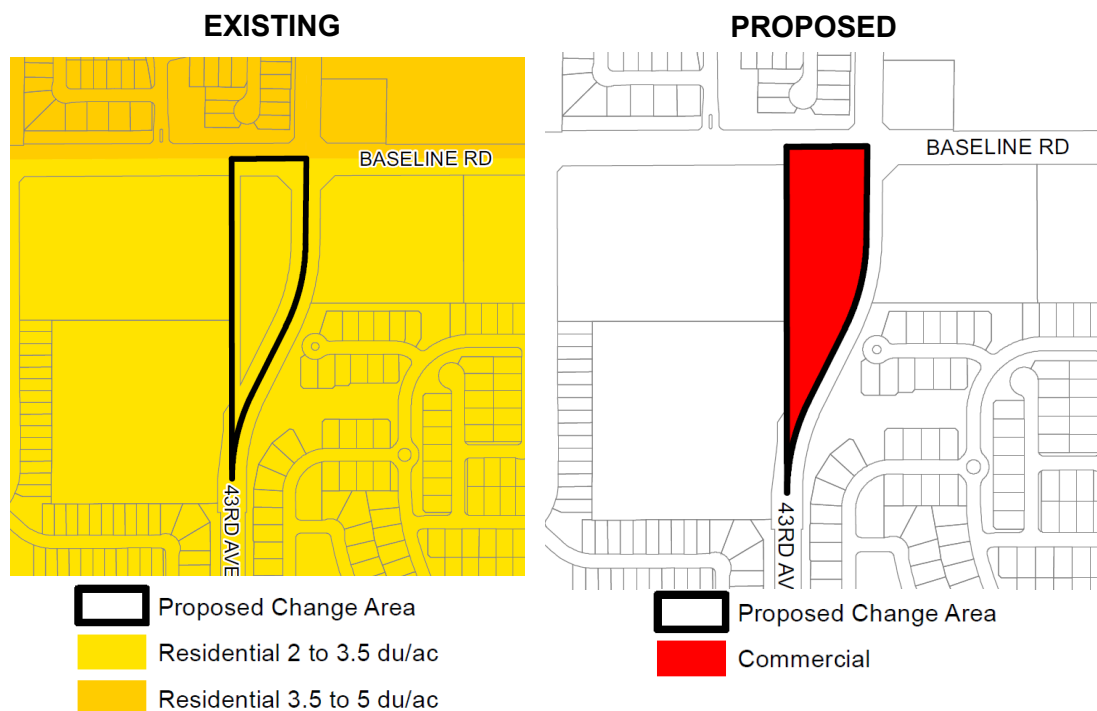 EXISTING
PROPOSED
BASELINE RD
BASELINE RD
43RD AVE
43RD AV
Proposed Change Area
Residential 2 to 3.5 du/ac
Residential 3.5 to 5 du/ac
Proposed Change Area
Commercial